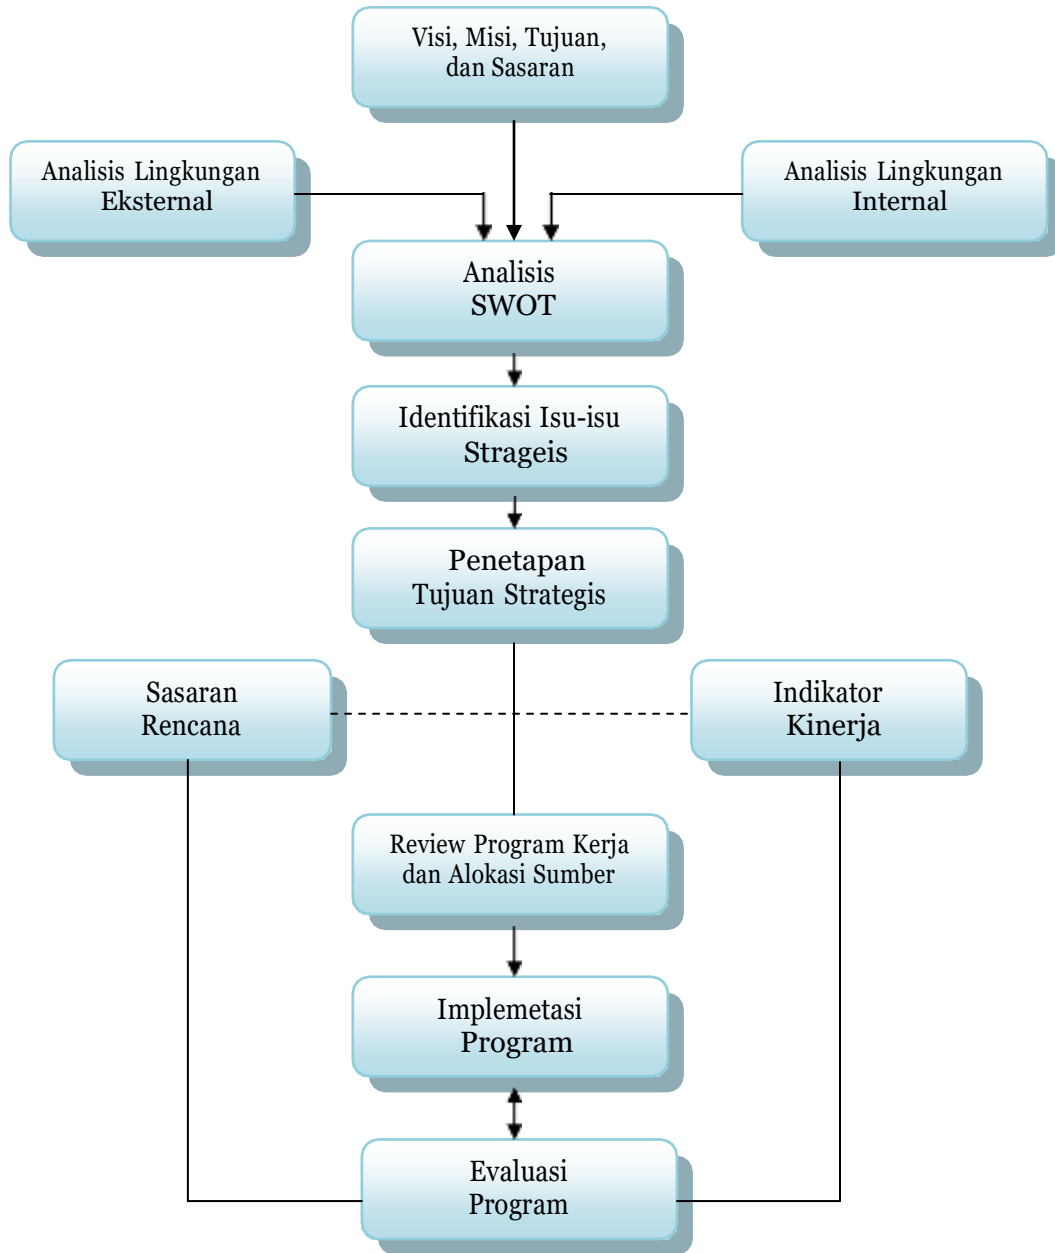 Visi, Misi, Tujuan,
dan Sasaran
Analisis Lingkungan
Eksternal
Analisis Lingkungan
Internal
Analisis
SWOT
Identifikasi Isu-isu
Strageis
Penetapan
Tujuan Strategis
Sasaran
Rencana
Indikator
Kinerja
Review Program Kerja
dan Alokasi Sumber
Implemetasi
Program
Evaluasi
Program